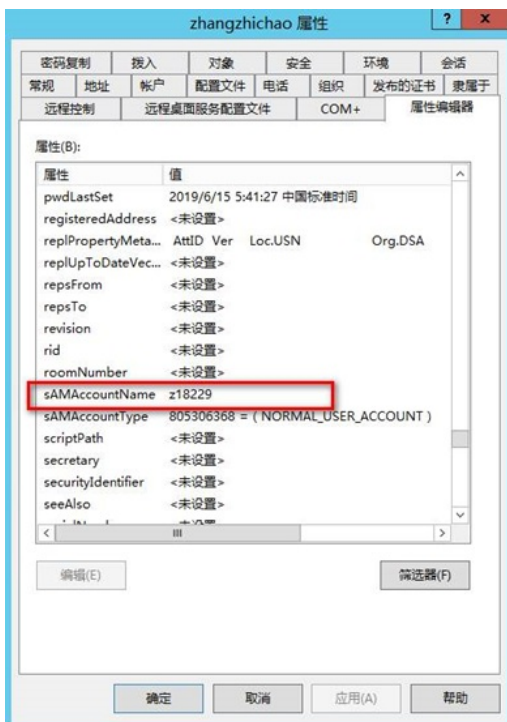 zhangzhichao 属性
? x
密码复制 拨入 对象 安全 环境 会话
常规 地址 帐户 配置文件 电话 组织 发布的证书 隶属于
远程控制 远程桌面服务配置文件 COM+ 属性编辑器
属性(B):
属性 值
pwdLastSet 2019/6/15 5:41:27 中国标准时间
registeredAddress <未设置>
replPropertyMeta... AttID Ver Loc.USN Org.DSA
replUpToDateVec... <未设置>
repsFrom <未设置>
repsTo <未设置>
revision <未设置>
rid <未设置>
roomNumber <未设置>
sAMAccountName z18229
sAMAccountType 805306368 = ( NORMAL_USER_ACCOUNT )
scriptPath <未设置>
secretary <未设置>
securityIdentifier <未设置>
seeAlso <未设置>
编辑(E) 筛选器(F)
确定 取消 应用(A) 帮助